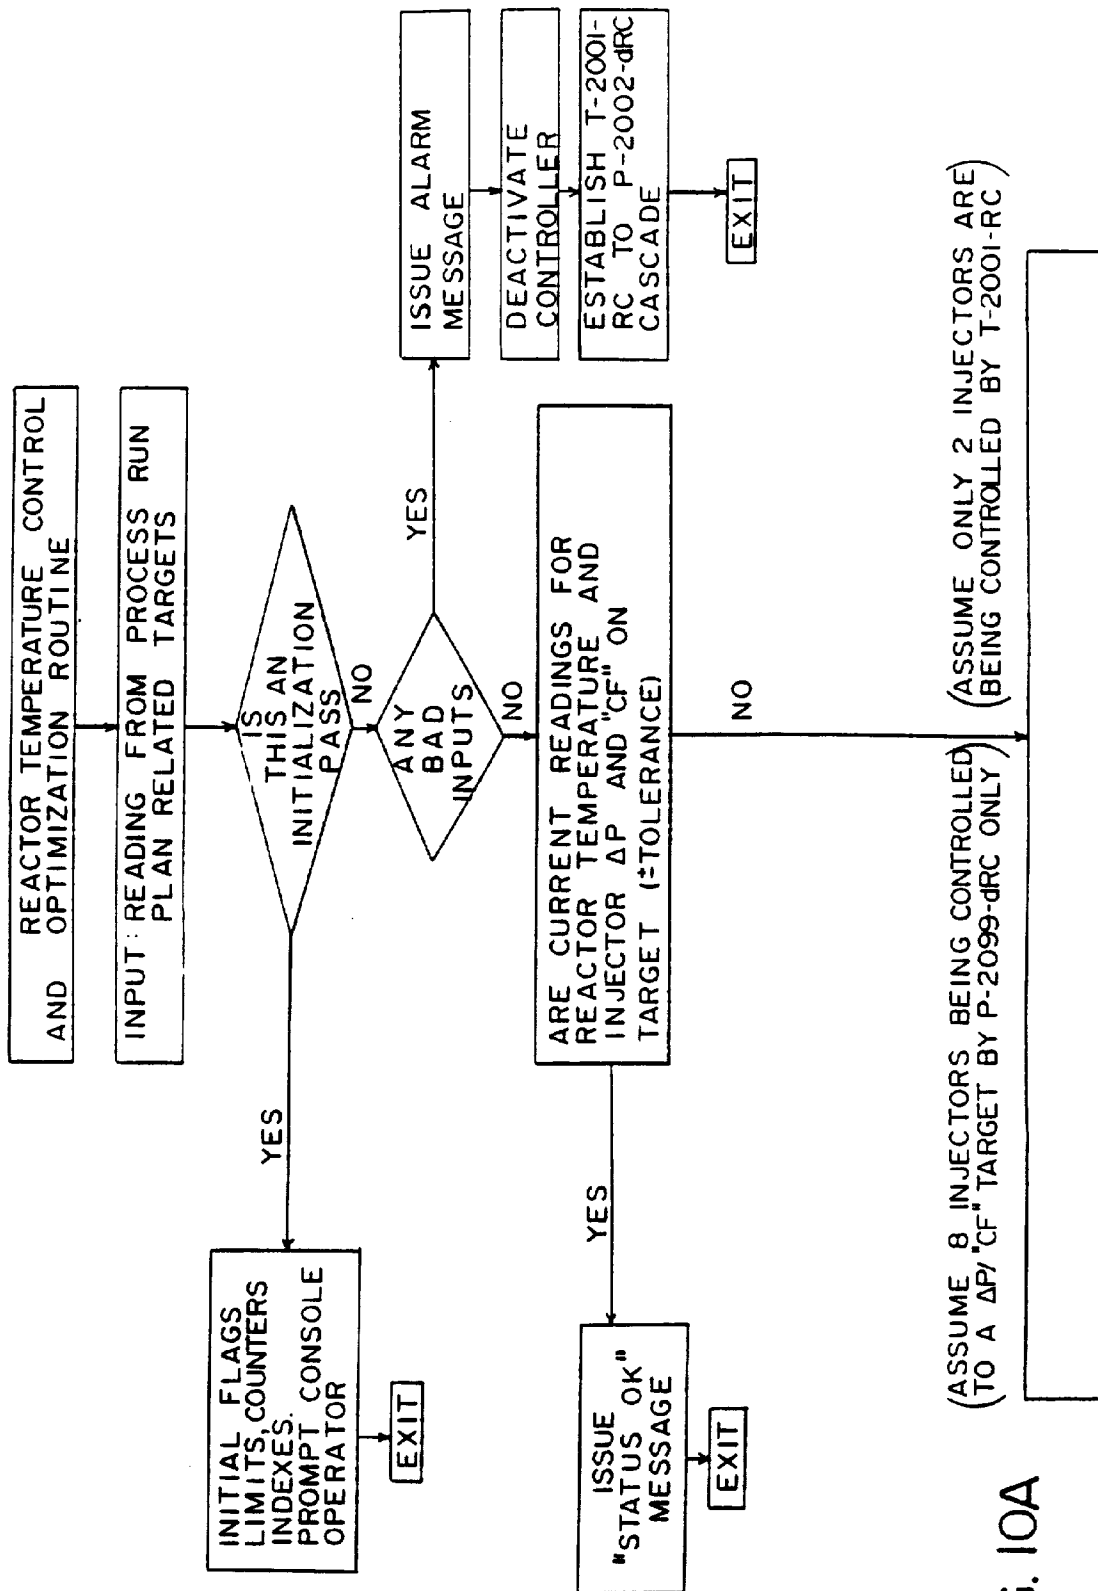 REACTOR TEMPERATURE CONTROL
AND OPTIMIZATION ROUTINE
INPUT: READING FROM PROCESS RUN
PLAN RELATED TARGETS
IS
THIS AN
INITIALIZATION
PASS
YES
NO
INITIAL FLAGS
LIMITS, COUNTERS
INDEXES.
PROMPT CONSOLE
OPERATOR
EXIT
ANY
BAD
INPUTS
YES
NO
ISSUE ALARM
MESSAGE
DEACTIVATE
CONTROLLER
ESTABLISH T-2001-
RC TO P-2002-dRC
CASCADE
EXIT
ARE CURRENT READINGS FOR
REACTOR TEMPERATURE AND
INJECTOR ΔP AND "CF" ON
TARGET (±TOLERANCE)
YES
NO
ISSUE
"STATUS OK"
MESSAGE
EXIT
(ASSUME 8 INJECTORS BEING CONTROLLED
TO A ΔP/"CF" TARGET BY P-2099-dRC ONLY)
(ASSUME ONLY 2 INJECTORS ARE
BEING CONTROLLED BY T-2001-RC)
10A